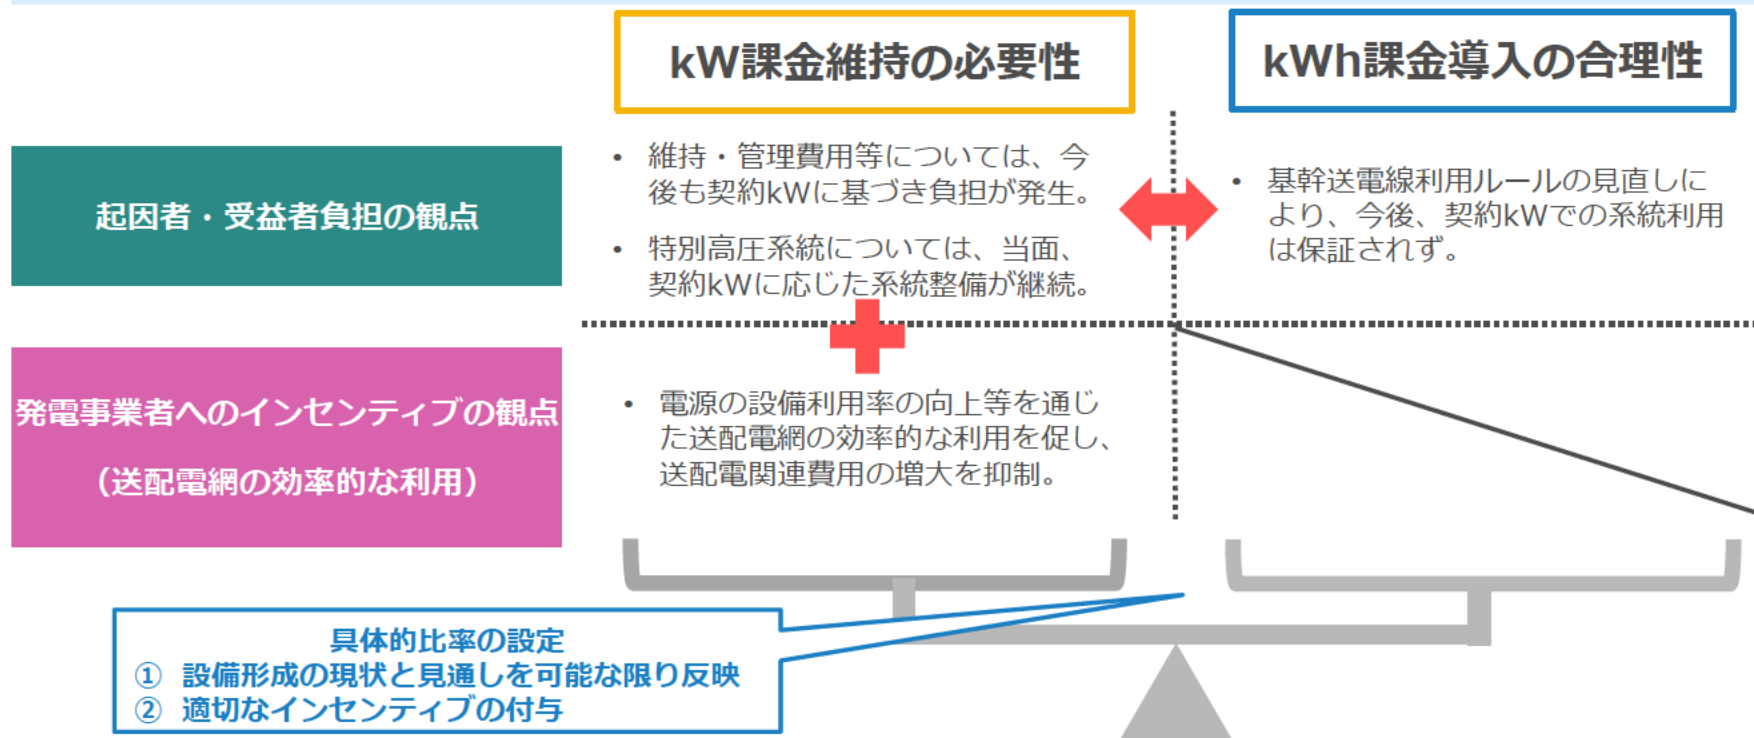 kW課金維持の必要性
kWh課金導入の合理性
起因者・受益者負担の観点
• 維持・管理費用等については、今
後も契約kWに基づき負担が発生。
• 特別高圧系統については、当面、
契約kWに応じた系統整備が継続。
• 基幹送電線利用ルールの見直しに
より、今後、契約kWでの系統利用
は保証されず。
発電事業者へのインセンティブの観点
（送配電網の効率的な利用）
• 電源の設備利用率の向上等を通じ
た送配電網の効率的な利用を促し、
送配電関連費用の増大を抑制。
具体的比率の設定
① 設備形成の現状と見通しを可能な限り反映
② 適切なインセンティブの付与